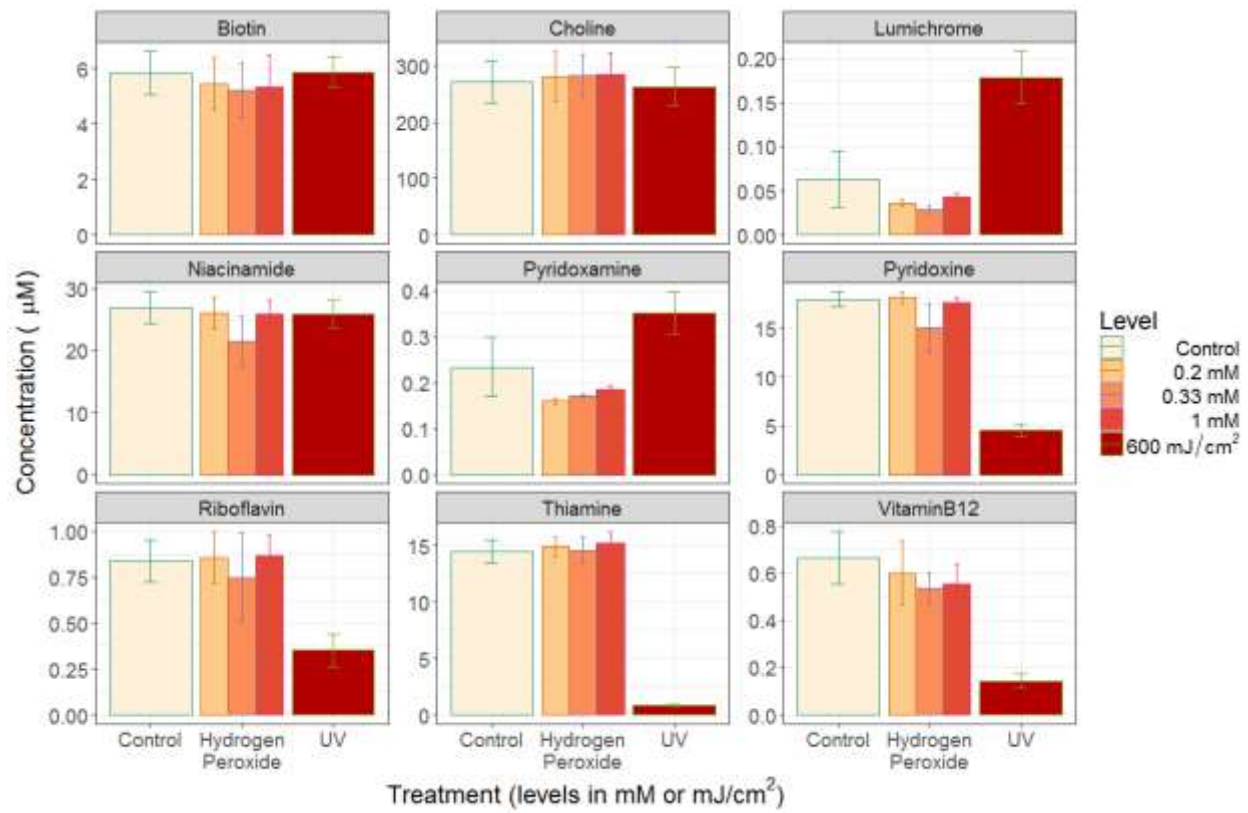 Biotin
Choline
Lumichrome
6
4
2
0
300
200
100
0
0.20
0.15
0.10
0.05
0.00
Niacinamide
Pyridoxamine
Pyridoxine
30
20
10
0
0.4
0.3
0.2
0.1
0.0
15
10
5
0
Riboflavin
Thiamine
VitaminB12
1.00
0.75
0.50
0.25
0.00
15
10
5
0
0.8
0.6
0.4
0.2
0.0
Control
Hydrogen
Peroxide
UV
Control
Hydrogen
Peroxide
UV
Control
Hydrogen
Peroxide
UV
Concentration ( μM)
Treatment (levels in mM or mJ/cm²)
Level
Control
0.2 mM
0.33 mM
1 mM
600 mJ/cm²